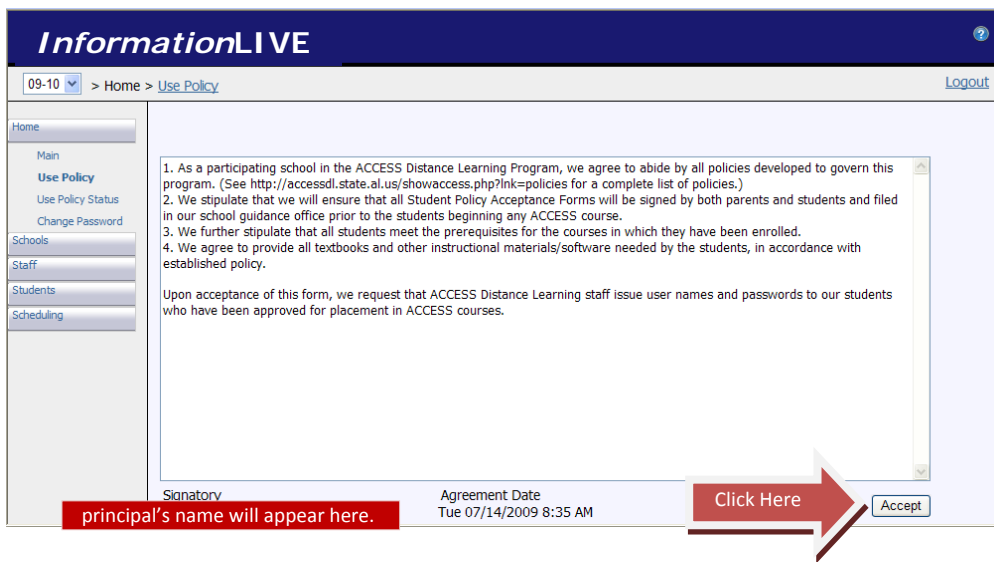 InformationLIVE
?
09-10 > Home > Use Policy
Logout
Home
Main
Use Policy
Use Policy Status
Change Password
Schools
Staff
Students
Scheduling
1. As a participating school in the ACCESS Distance Learning Program, we agree to abide by all policies developed to govern this
program. (See http://accessdl.state.al.us/showaccess.php?lnk=policies for a complete list of policies.)
2. We stipulate that we will ensure that all Student Policy Acceptance Forms will be signed by both parents and students and filed
in our school guidance office prior to the students beginning any ACCESS course.
3. We further stipulate that all students meet the prerequisites for the courses in which they have been enrolled.
4. We agree to provide all textbooks and other instructional materials/software needed by the students, in accordance with
established policy.
Upon acceptance of this form, we request that ACCESS Distance Learning staff issue user names and passwords to our students
who have been approved for placement in ACCESS courses.
Signatory
principal's name will appear here.
Agreement Date
Tue 07/14/2009 8:35 AM
Click Here
Accept